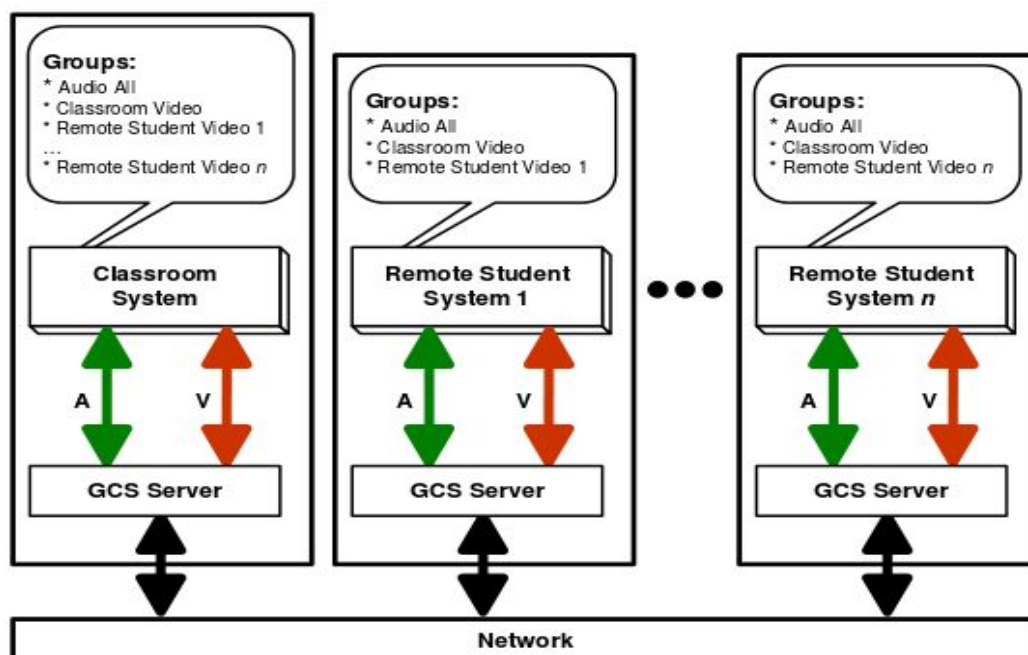 Groups:
* Audio All
* Classroom Video
* Remote Student Video 1
...
* Remote Student Video n
Classroom
System
A
V
GCS Server
Groups:
* Audio All
* Classroom Video
* Remote Student Video 1
Remote Student
System 1
A
V
GCS Server
Groups:
* Audio All
* Classroom Video
* Remote Student Video n
Remote Student
System n
A
V
GCS Server
Network